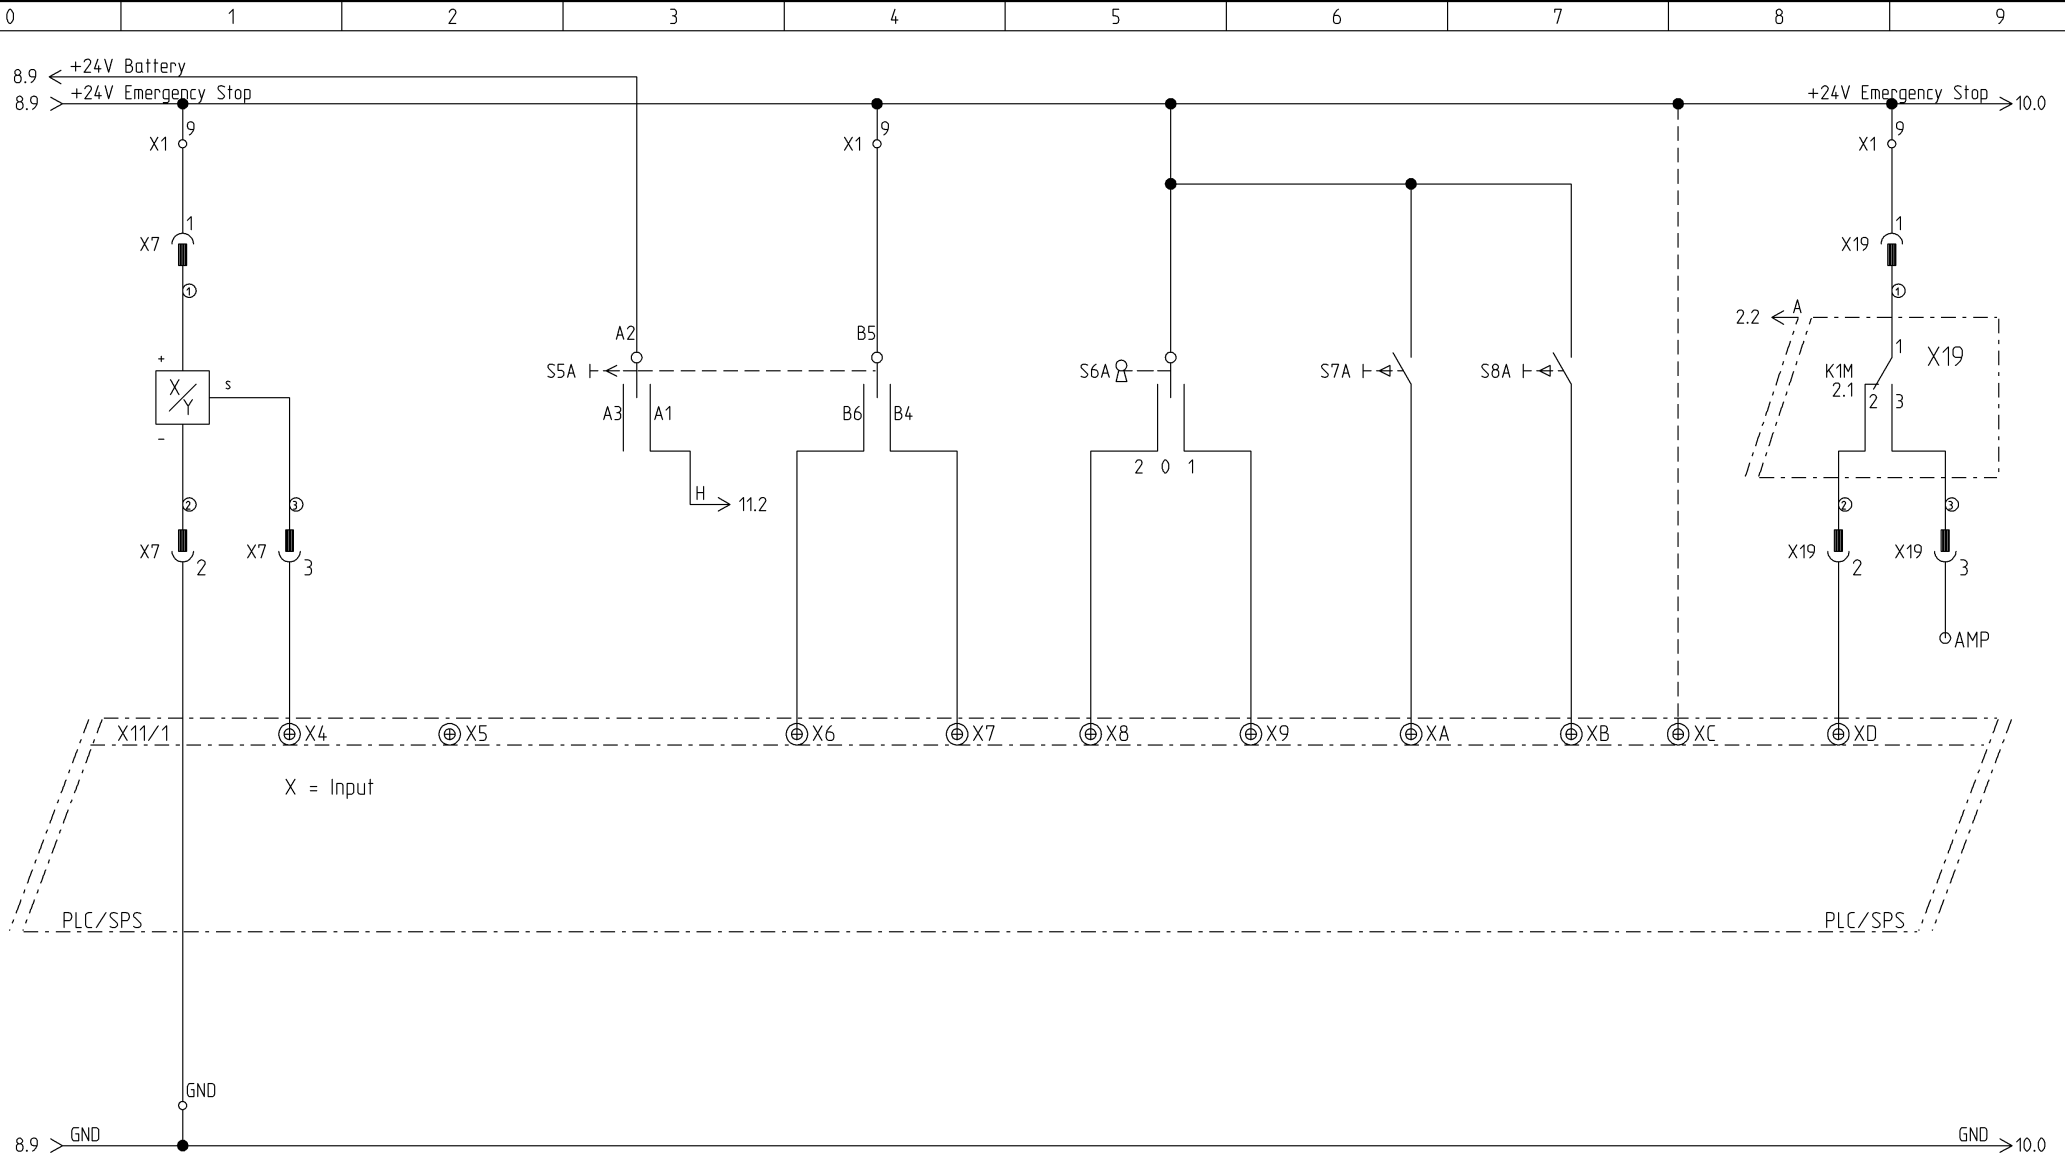 0 1 2 3 4 5 6 7 8 9
8.9 +24V Battery
8.9 +24V Emergency Stop +24V Emergency Stop 10.0
9 9 9
X1 X1 X1
1 1
X7 X19
1 1
2.2 A
A2 B5 1 X19
+
S5A S6A S7A S8A K1M
X s 2.1
Y 2 3
A3 A1 B6 B4
-
2 0 1
H 11.2
2 3 2 3
X7 X7 X19 X19
2 3 2 3
AMP
X11/1 X4 X5 X6 X7 X8 X9 XA XB XC XD
X = Input
PLC/SPS PLC/SPS
GND
8.9 GND GND 10.0